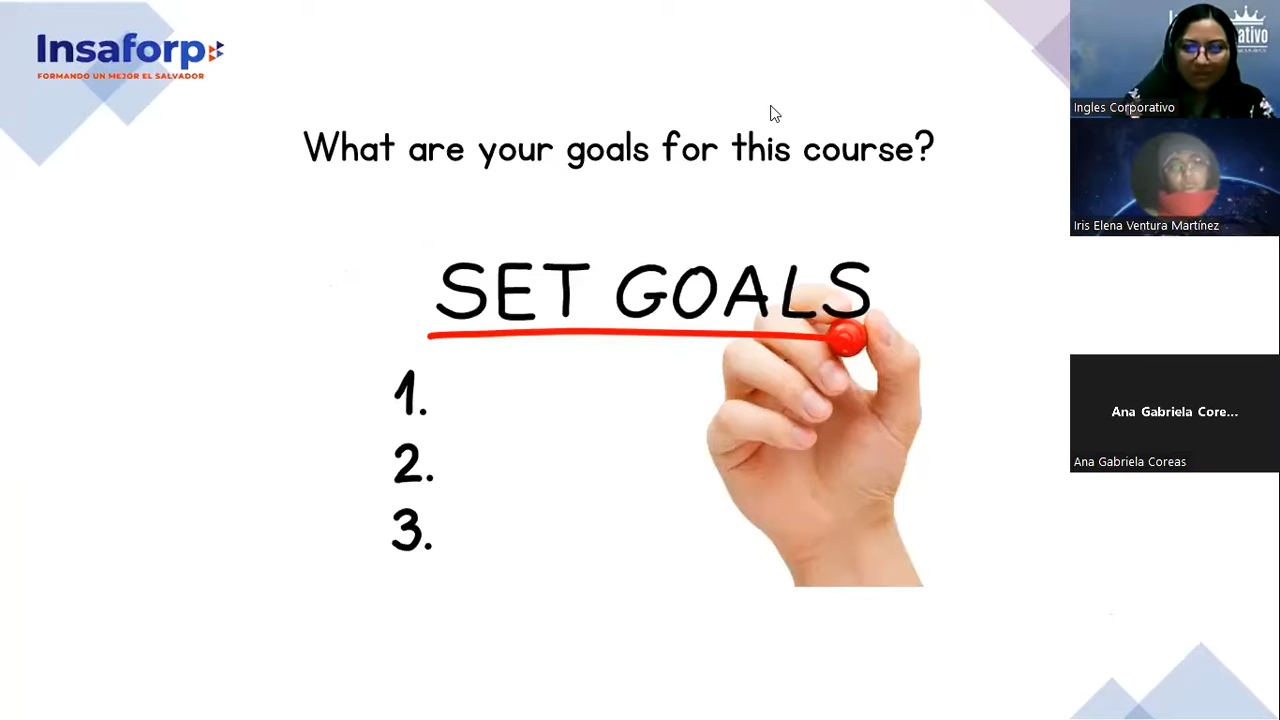 Insaforp
FORMANDO UN MEJOR EL SALVADOR
What are your goals for this course?
SET GOALS
1.
2.
3.
ativo
Ingles Corporativo
Iris Elena Ventura Martínez
Ana Gabriela Core...
Ana Gabriela Coreas